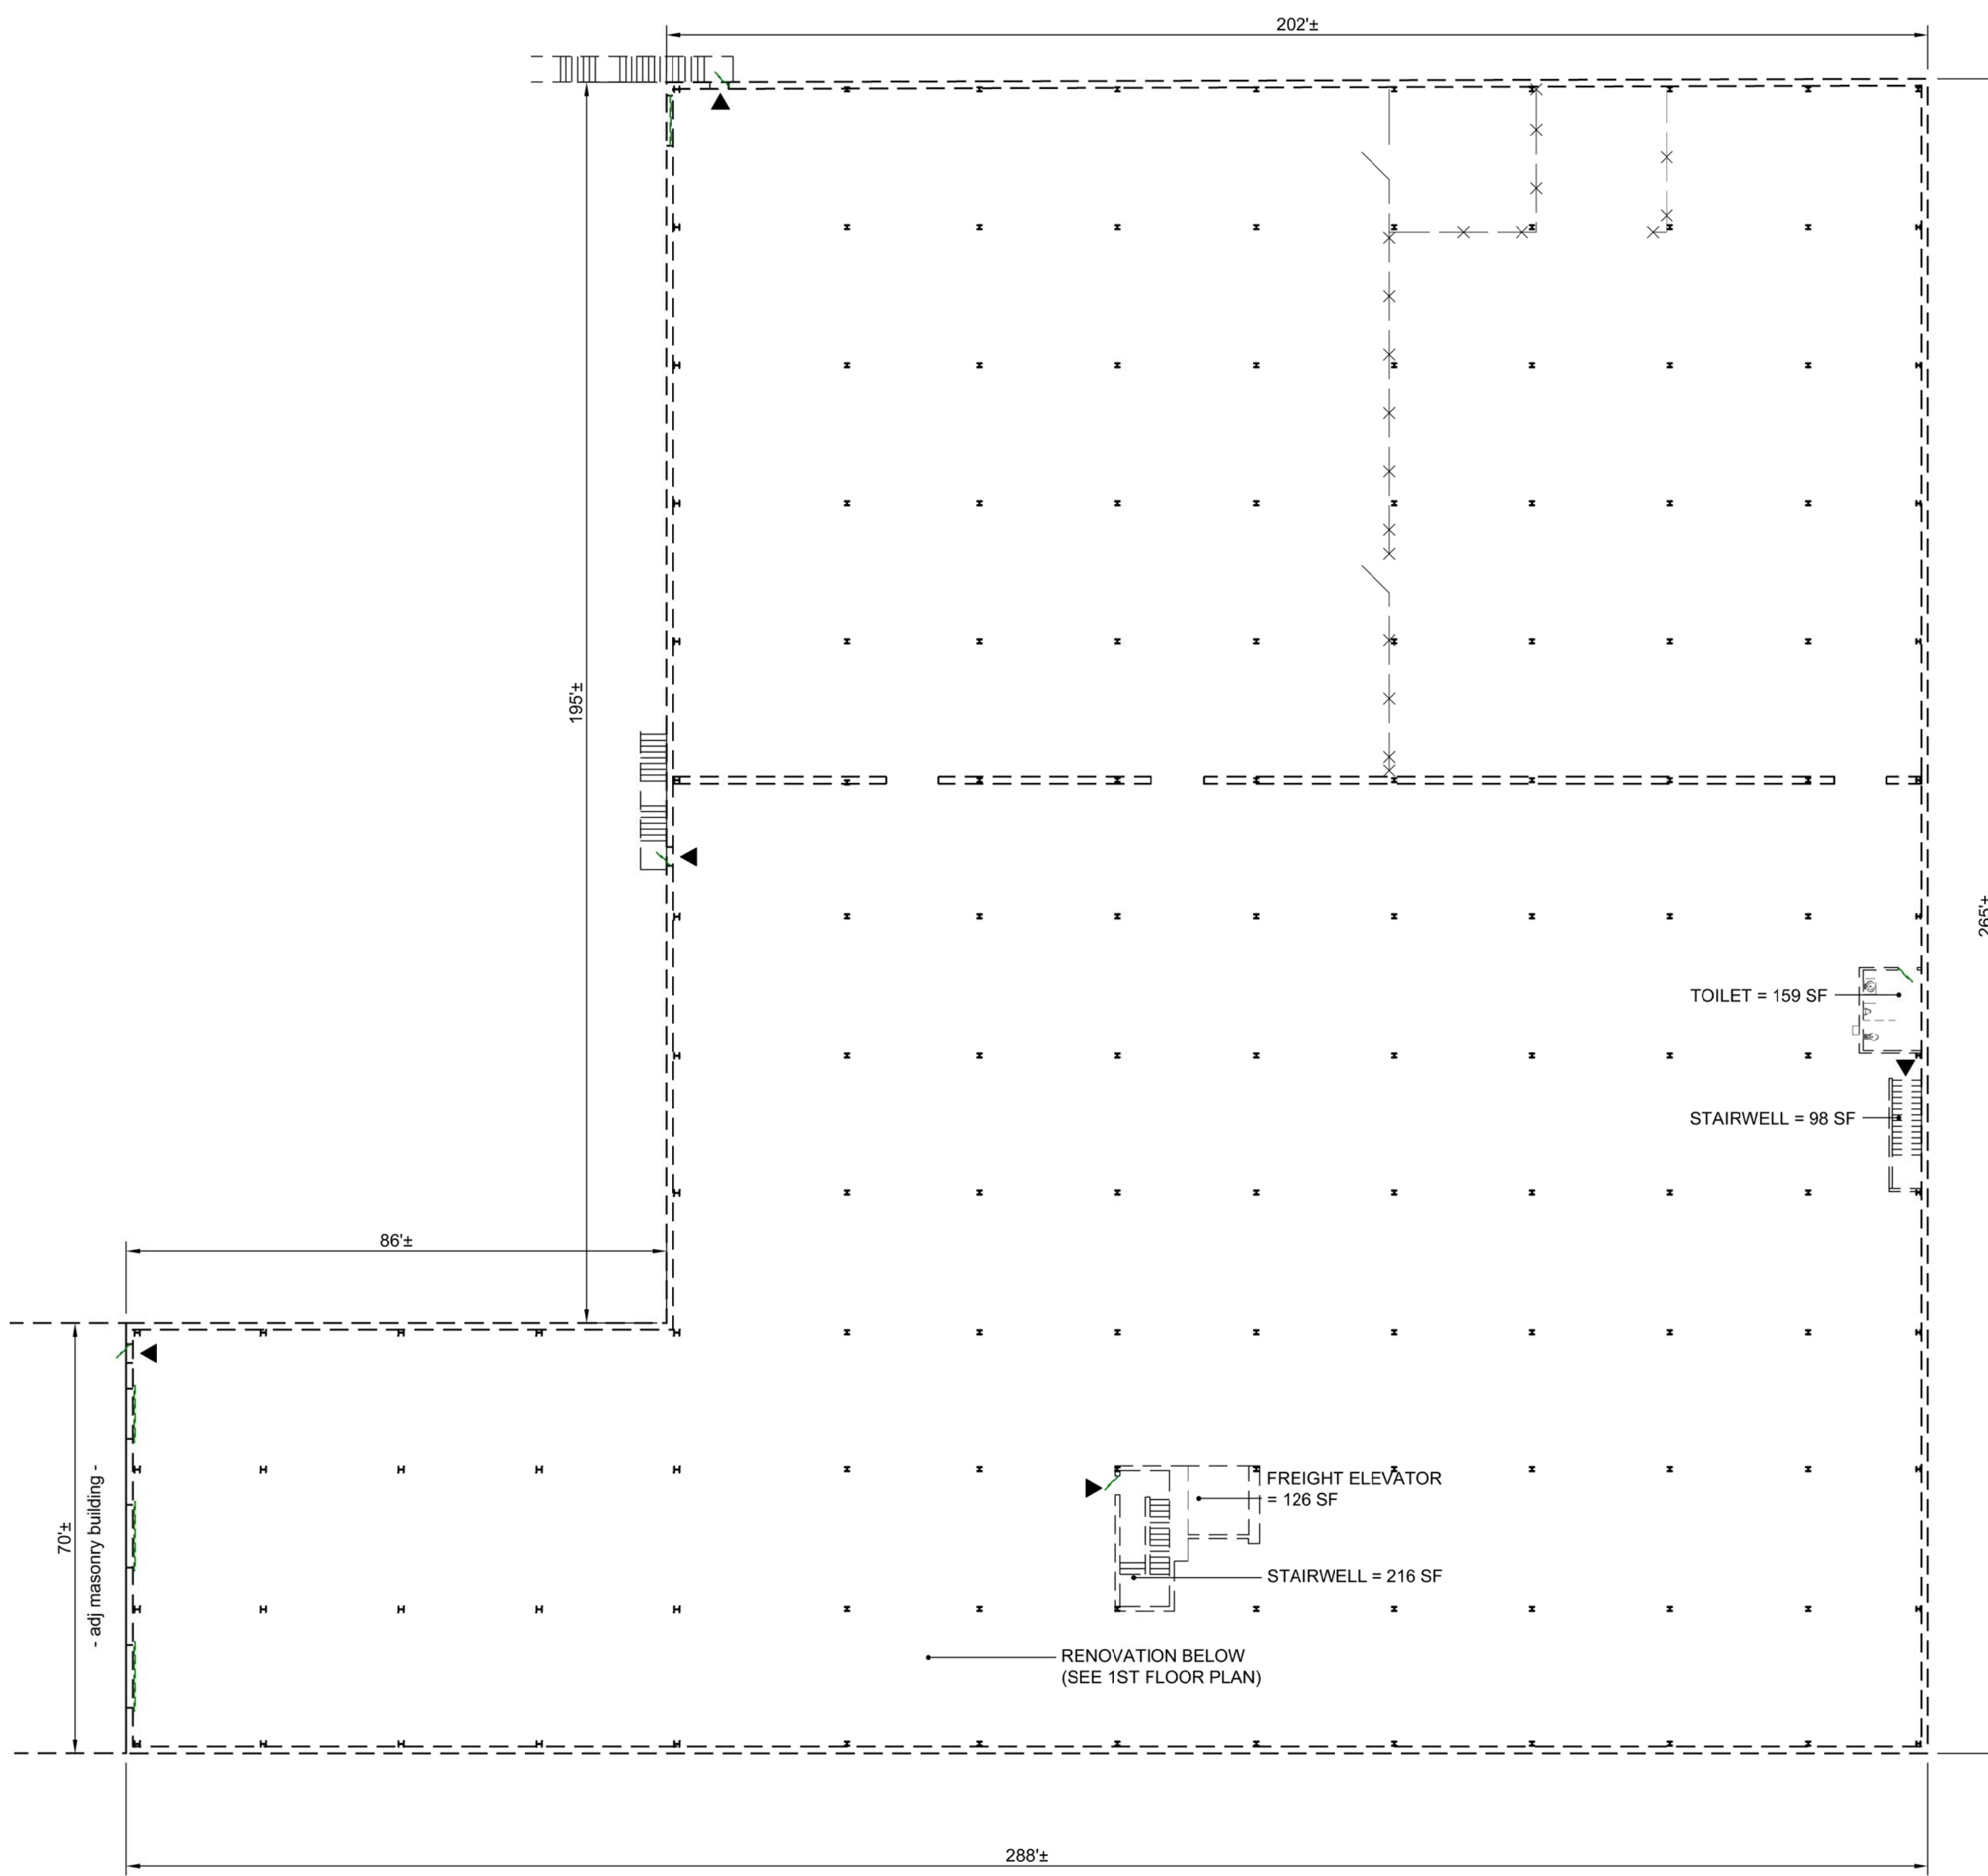 202'±
195'±
265'±
TOILET = 159 SF
STAIRWELL = 98 SF
86'±
FREIGHT ELEVATOR
= 126 SF
70'±
- adj masonry building -
STAIRWELL = 216 SF
RENOVATION BELOW
(SEE 1ST FLOOR PLAN)
288'±